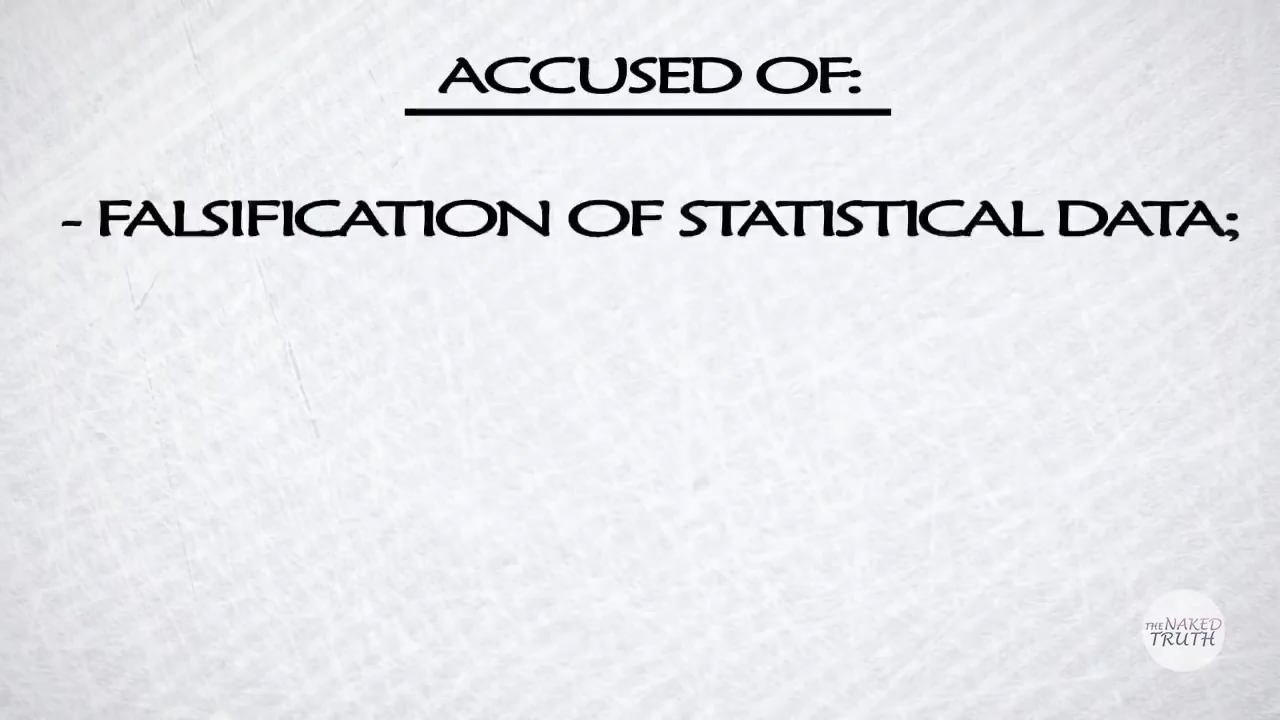 ACCUSED OF:
- FALSIFICATION OF STATISTICAL DATA;
THE NAKED
TRUTH